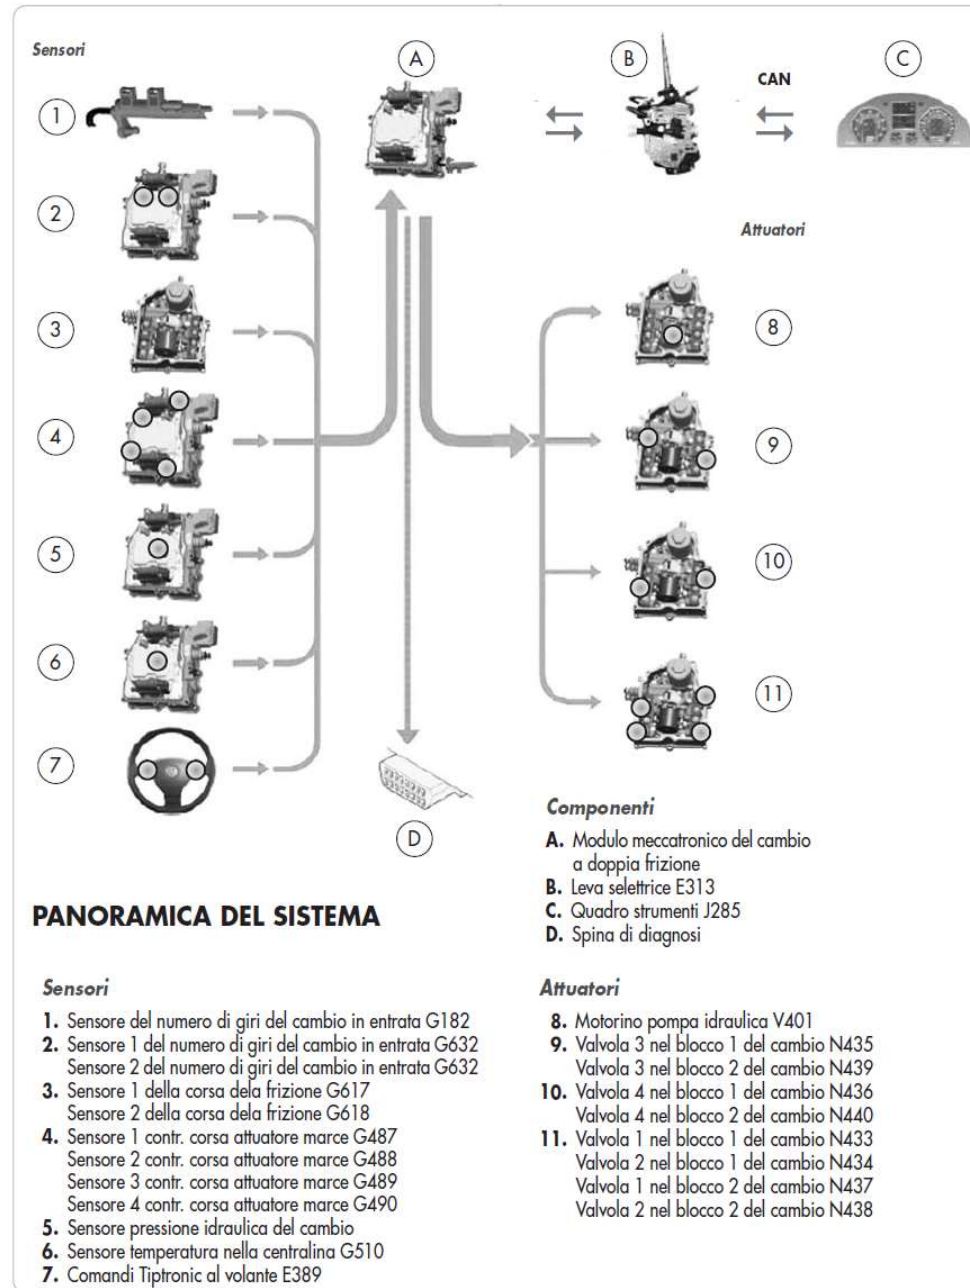 Sensori
A
B
C
CAN
1
2
Attuatori
3
8
4
9
5
10
6
11
7
D
Componenti
A. Modulo meccatronico del cambio
a doppia frizione
B. Leva selettrice E313
C. Quadro strumenti J285
D. Spina di diagnosi
PANORAMICA DEL SISTEMA
Sensori
1. Sensore del numero di giri del cambio in entrata G182
2. Sensore 1 del numero di giri del cambio in entrata G632
Sensore 2 del numero di giri del cambio in entrata G632
3. Sensore 1 della corsa dela frizione G617
Sensore 2 della corsa dela frizione G618
4. Sensore 1 contr. corsa attuatore marce G487
Sensore 2 contr. corsa attuatore marce G488
Sensore 3 contr. corsa attuatore marce G489
Sensore 4 contr. corsa attuatore marce G490
5. Sensore pressione idraulica del cambio
6. Sensore temperatura nella centralina G510
7. Comandi Tiptronic al volante E389
Attuatori
8. Motorino pompa idraulica V401
9. Valvola 3 nel blocco 1 del cambio N435
Valvola 3 nel blocco 2 del cambio N439
10. Valvola 4 nel blocco 1 del cambio N436
Valvola 4 nel blocco 2 del cambio N440
11. Valvola 1 nel blocco 1 del cambio N433
Valvola 2 nel blocco 1 del cambio N434
Valvola 1 nel blocco 2 del cambio N437
Valvola 2 nel blocco 2 del cambio N438